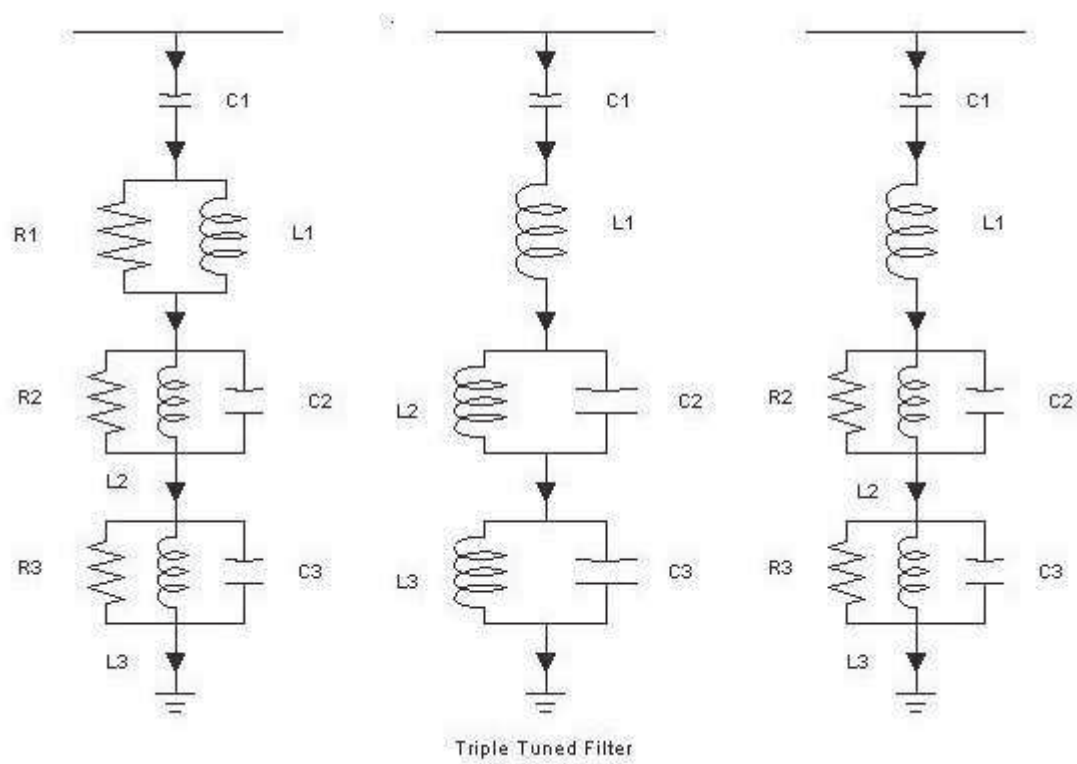 C1 C1 C1
R1 L1 L1 L1
R2 C2 L2 C2 R2 C2
L2 L2
R3 C3 L3 C3 R3 C3
L3 L3
Triple Tuned Filter